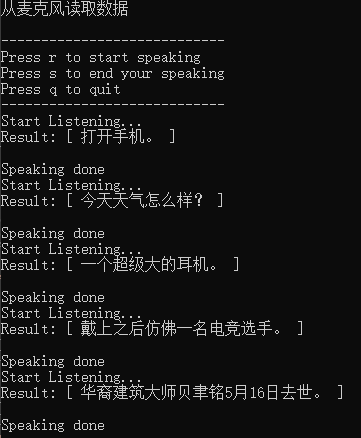 从麦克风读取数据
----------------------------
Press r to start speaking
Press s to end your speaking
Press q to quit
----------------------------
Start Listening...
Result: [ 打开手机。 ]
Speaking done
Start Listening...
Result: [ 今天天气怎么样？ ]
Speaking done
Start Listening...
Result: [ 一个超级大的耳机。 ]
Speaking done
Start Listening...
Result: [ 戴上之后仿佛一名电竞选手。 ]
Speaking done
Start Listening...
Result: [ 华裔建筑大师贝聿铭5月16日去世。 ]
Speaking done